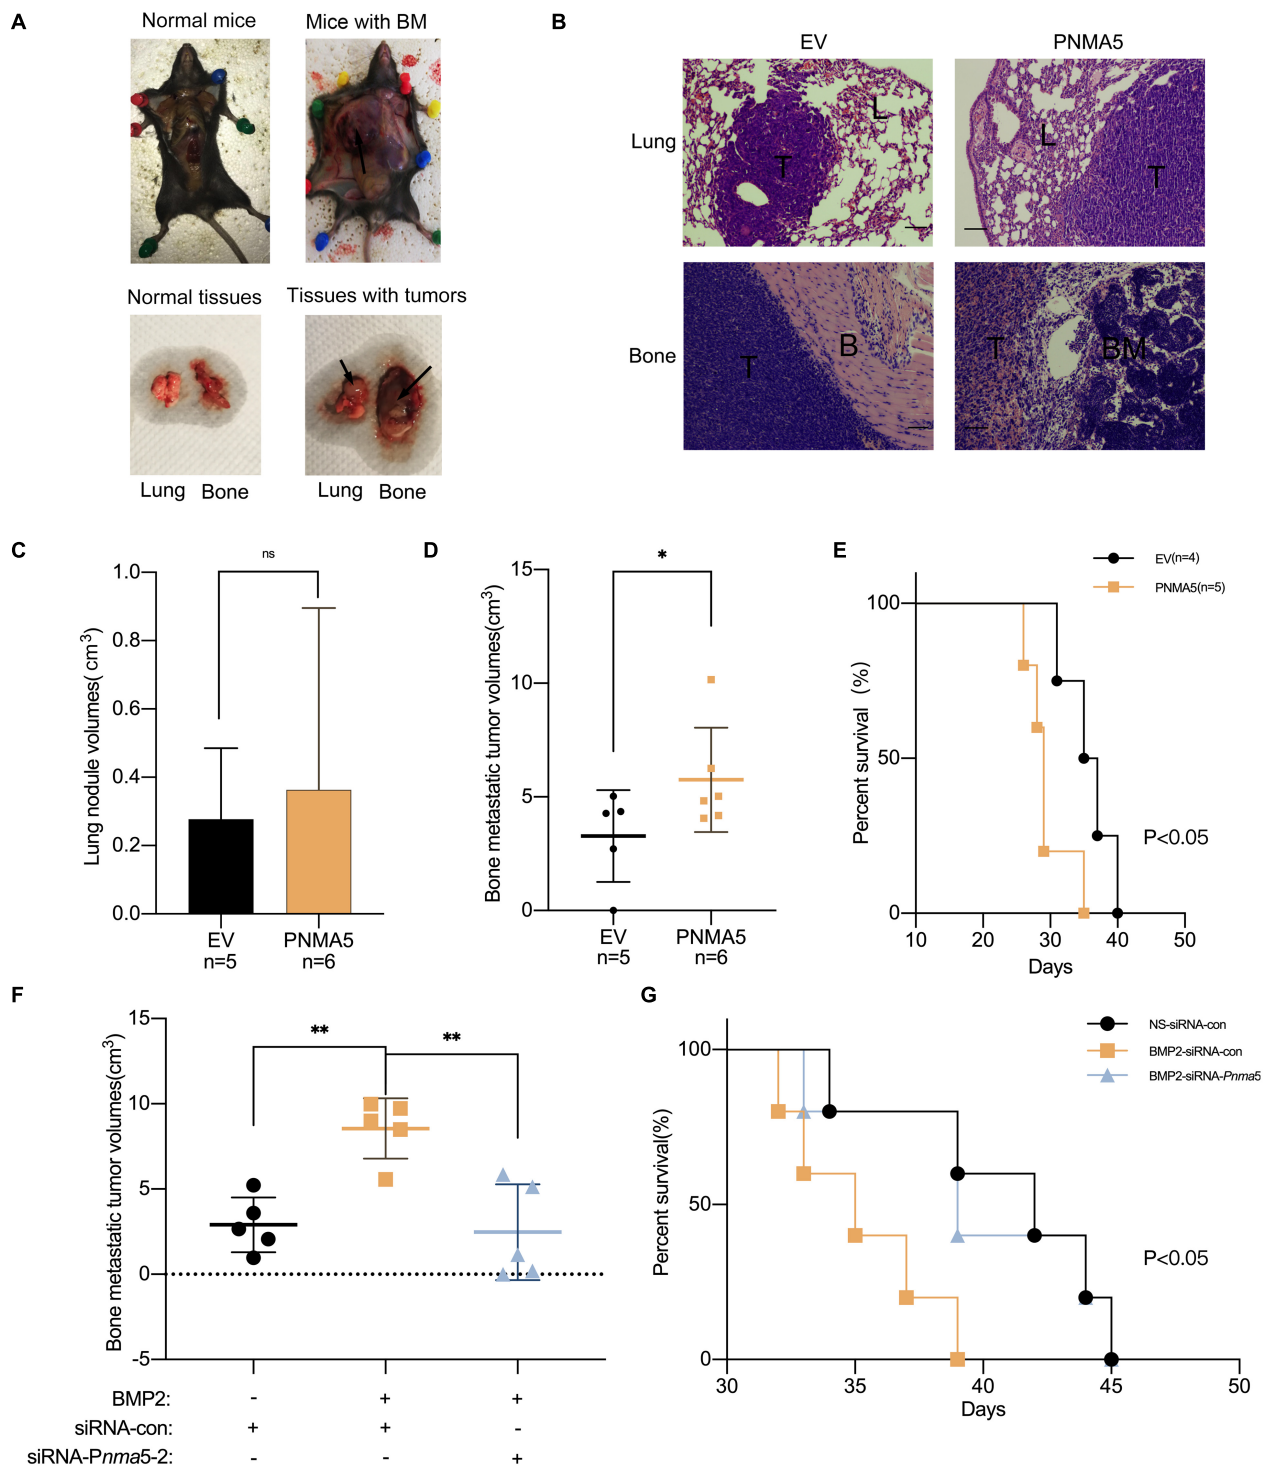 A
Normal mice
Mice with BM
Normal tissues
Tissues with tumors
Lung
Bone
Lung
Bone
B
EV
PNMA5
Lung
T
L
L
T
Bone
T
B
T
BM
C
ns
Lung nodule volumes( cm3)
1.0
0.8
0.6
0.4
0.2
0.0
EV
n=5
PNMA5
n=6
D
*
Bone metastatic tumor volumes(cm3)
15
10
5
0
EV
n=5
PNMA5
n=6
E
EV(n=4)
PNMA5(n=5)
Percent survival (%)
100
50
0
P<0.05
10 20 30 40 50
Days
F
**
**
Bone metastatic tumor volumes(cm3)
15
10
5
0
-5
BMP2: - + +
siRNA-con: + + -
siRNA-Pnma5-2: - - +
G
NS-siRNA-con
BMP2-siRNA-con
BMP2-siRNA-Pnma5
Percent survival(%)
100
50
0
P<0.05
30 35 40 45 50
Days